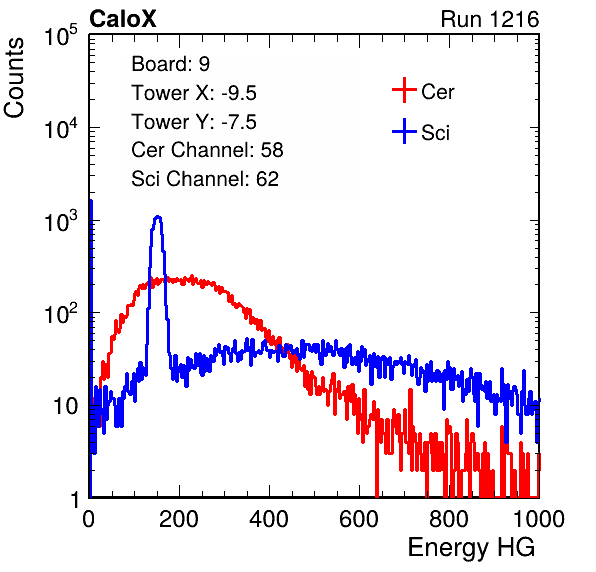 CaloX Run 1216
Counts
10^5
10^4
10^3
10^2
10
1
Board: 9
Tower X: -9.5
Tower Y: -7.5
Cer Channel: 58
Sci Channel: 62
Cer
Sci
0 200 400 600 800 1000
Energy HG